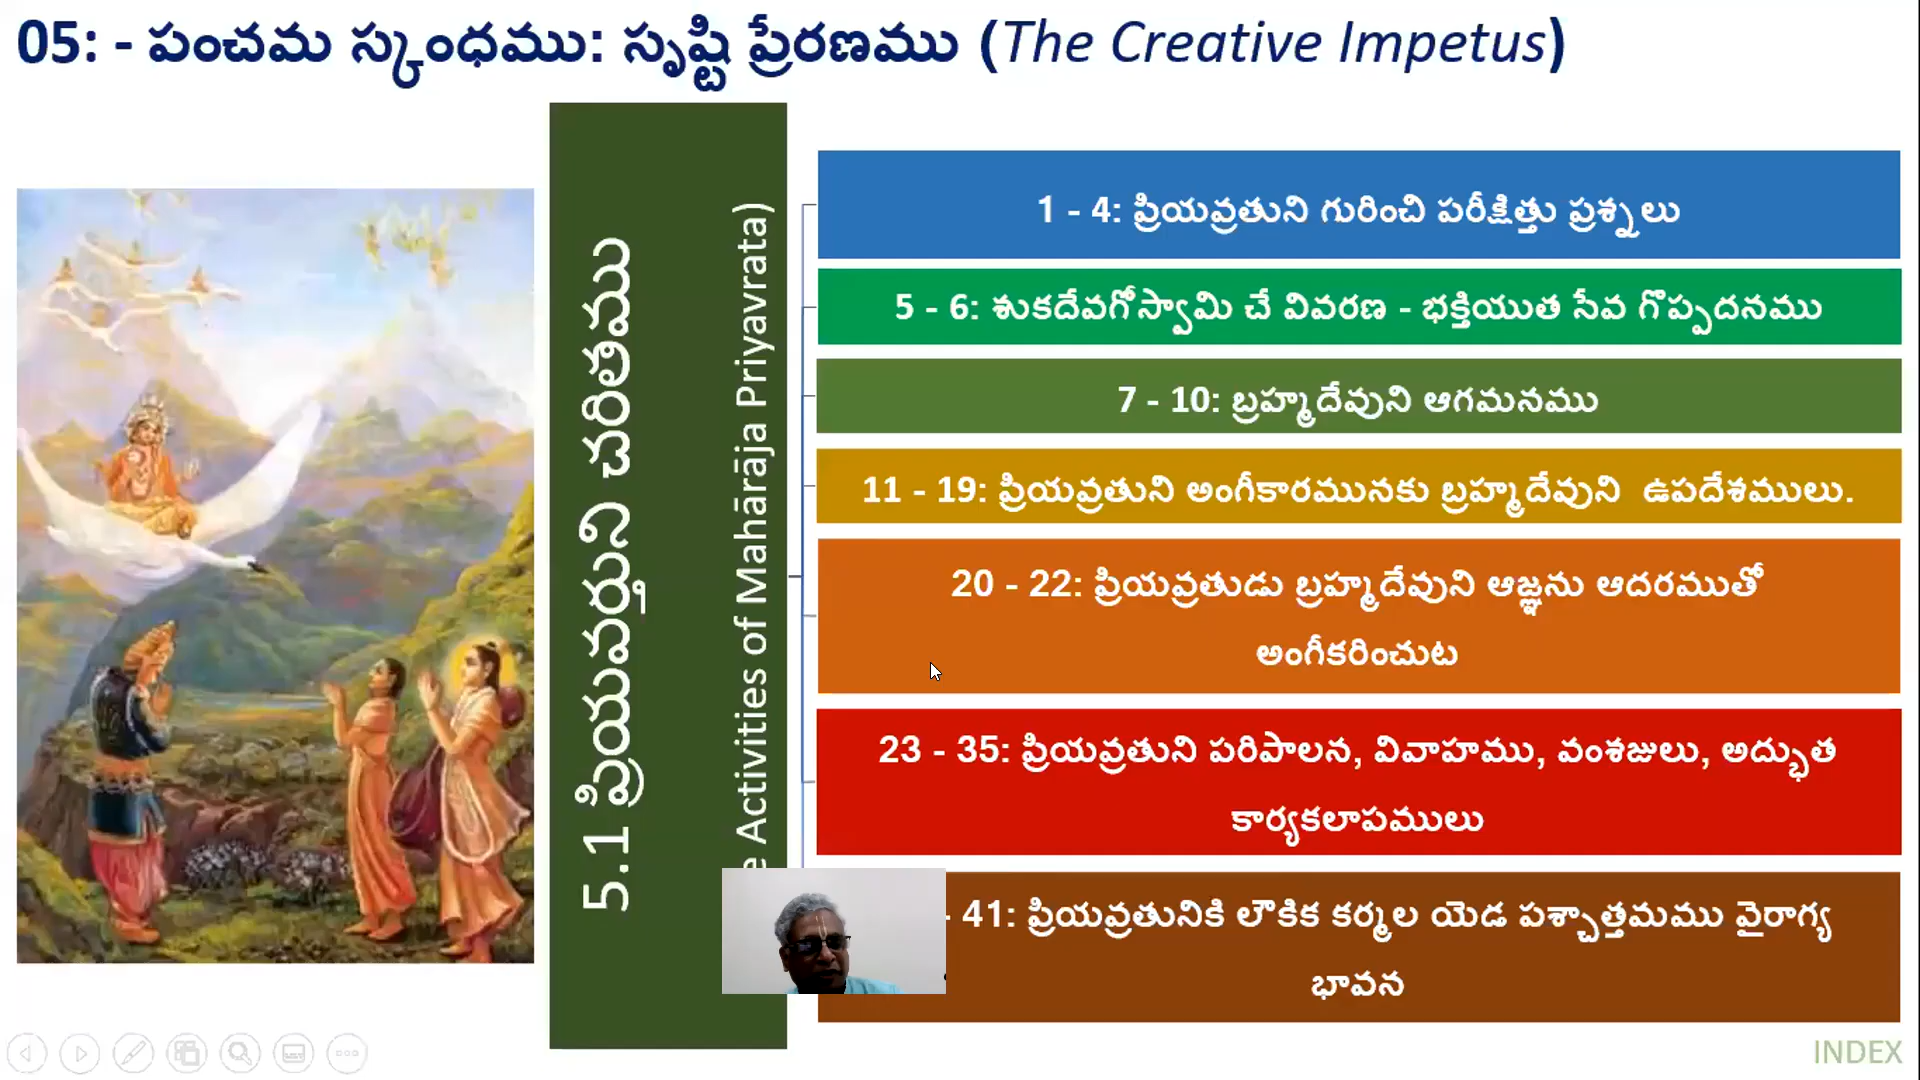 05: - పంచమ స్కంధము: సృష్టి ప్రేరణము (The Creative Impetus)
5.1 ప్రియవర్తుని చరితము
Activities of Mahārāja Priyavrata)
1 - 4: ప్రియవ్రతుని గురించి పరీక్షిత్తు ప్రశ్నలు
5 - 6: శుకదేవగోస్వామి చే వివరణ - భక్తియుత సేవ గొప్పదనము
7 - 10: బ్రహ్మదేవుని ఆగమనము
11 - 19: ప్రియవ్రతుని అంగీకారమునకు బ్రహ్మదేవుని ఉపదేశములు.
20 - 22: ప్రియవ్రతుడు బ్రహ్మదేవుని ఆజ్ఞను ఆదరముతో
అంగీకరించుట
23 - 35: ప్రియవ్రతుని పరిపాలన, వివాహము, వంశజులు, అద్భుత
కార్యకలాపములు
- 41: ప్రియవ్రతునికి లౌకిక కర్మల యెడ పశ్చాత్తమము వైరాగ్య
భావన
INDEX